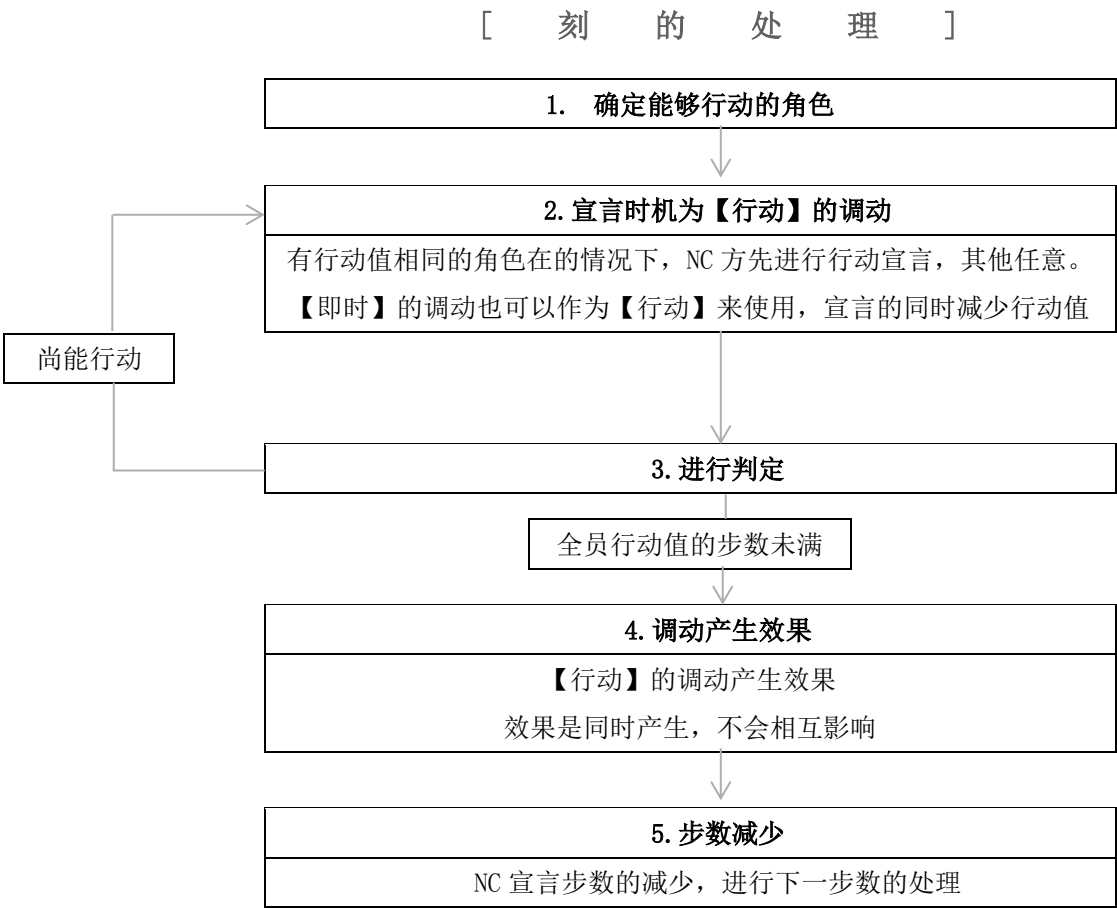 [ 刻 的 处 理 ]
1. 确定能够行动的角色
2.宣言时机为【行动】的调动
有行动值相同的角色在的情况下，NC 方先进行行动宣言，其他任意。
【即时】的调动也可以作为【行动】来使用，宣言的同时减少行动值
尚能行动
3.进行判定
全员行动值的步数未满
4.调动产生效果
【行动】的调动产生效果
效果是同时产生，不会相互影响
5.步数减少
NC 宣言步数的减少，进行下一步数的处理